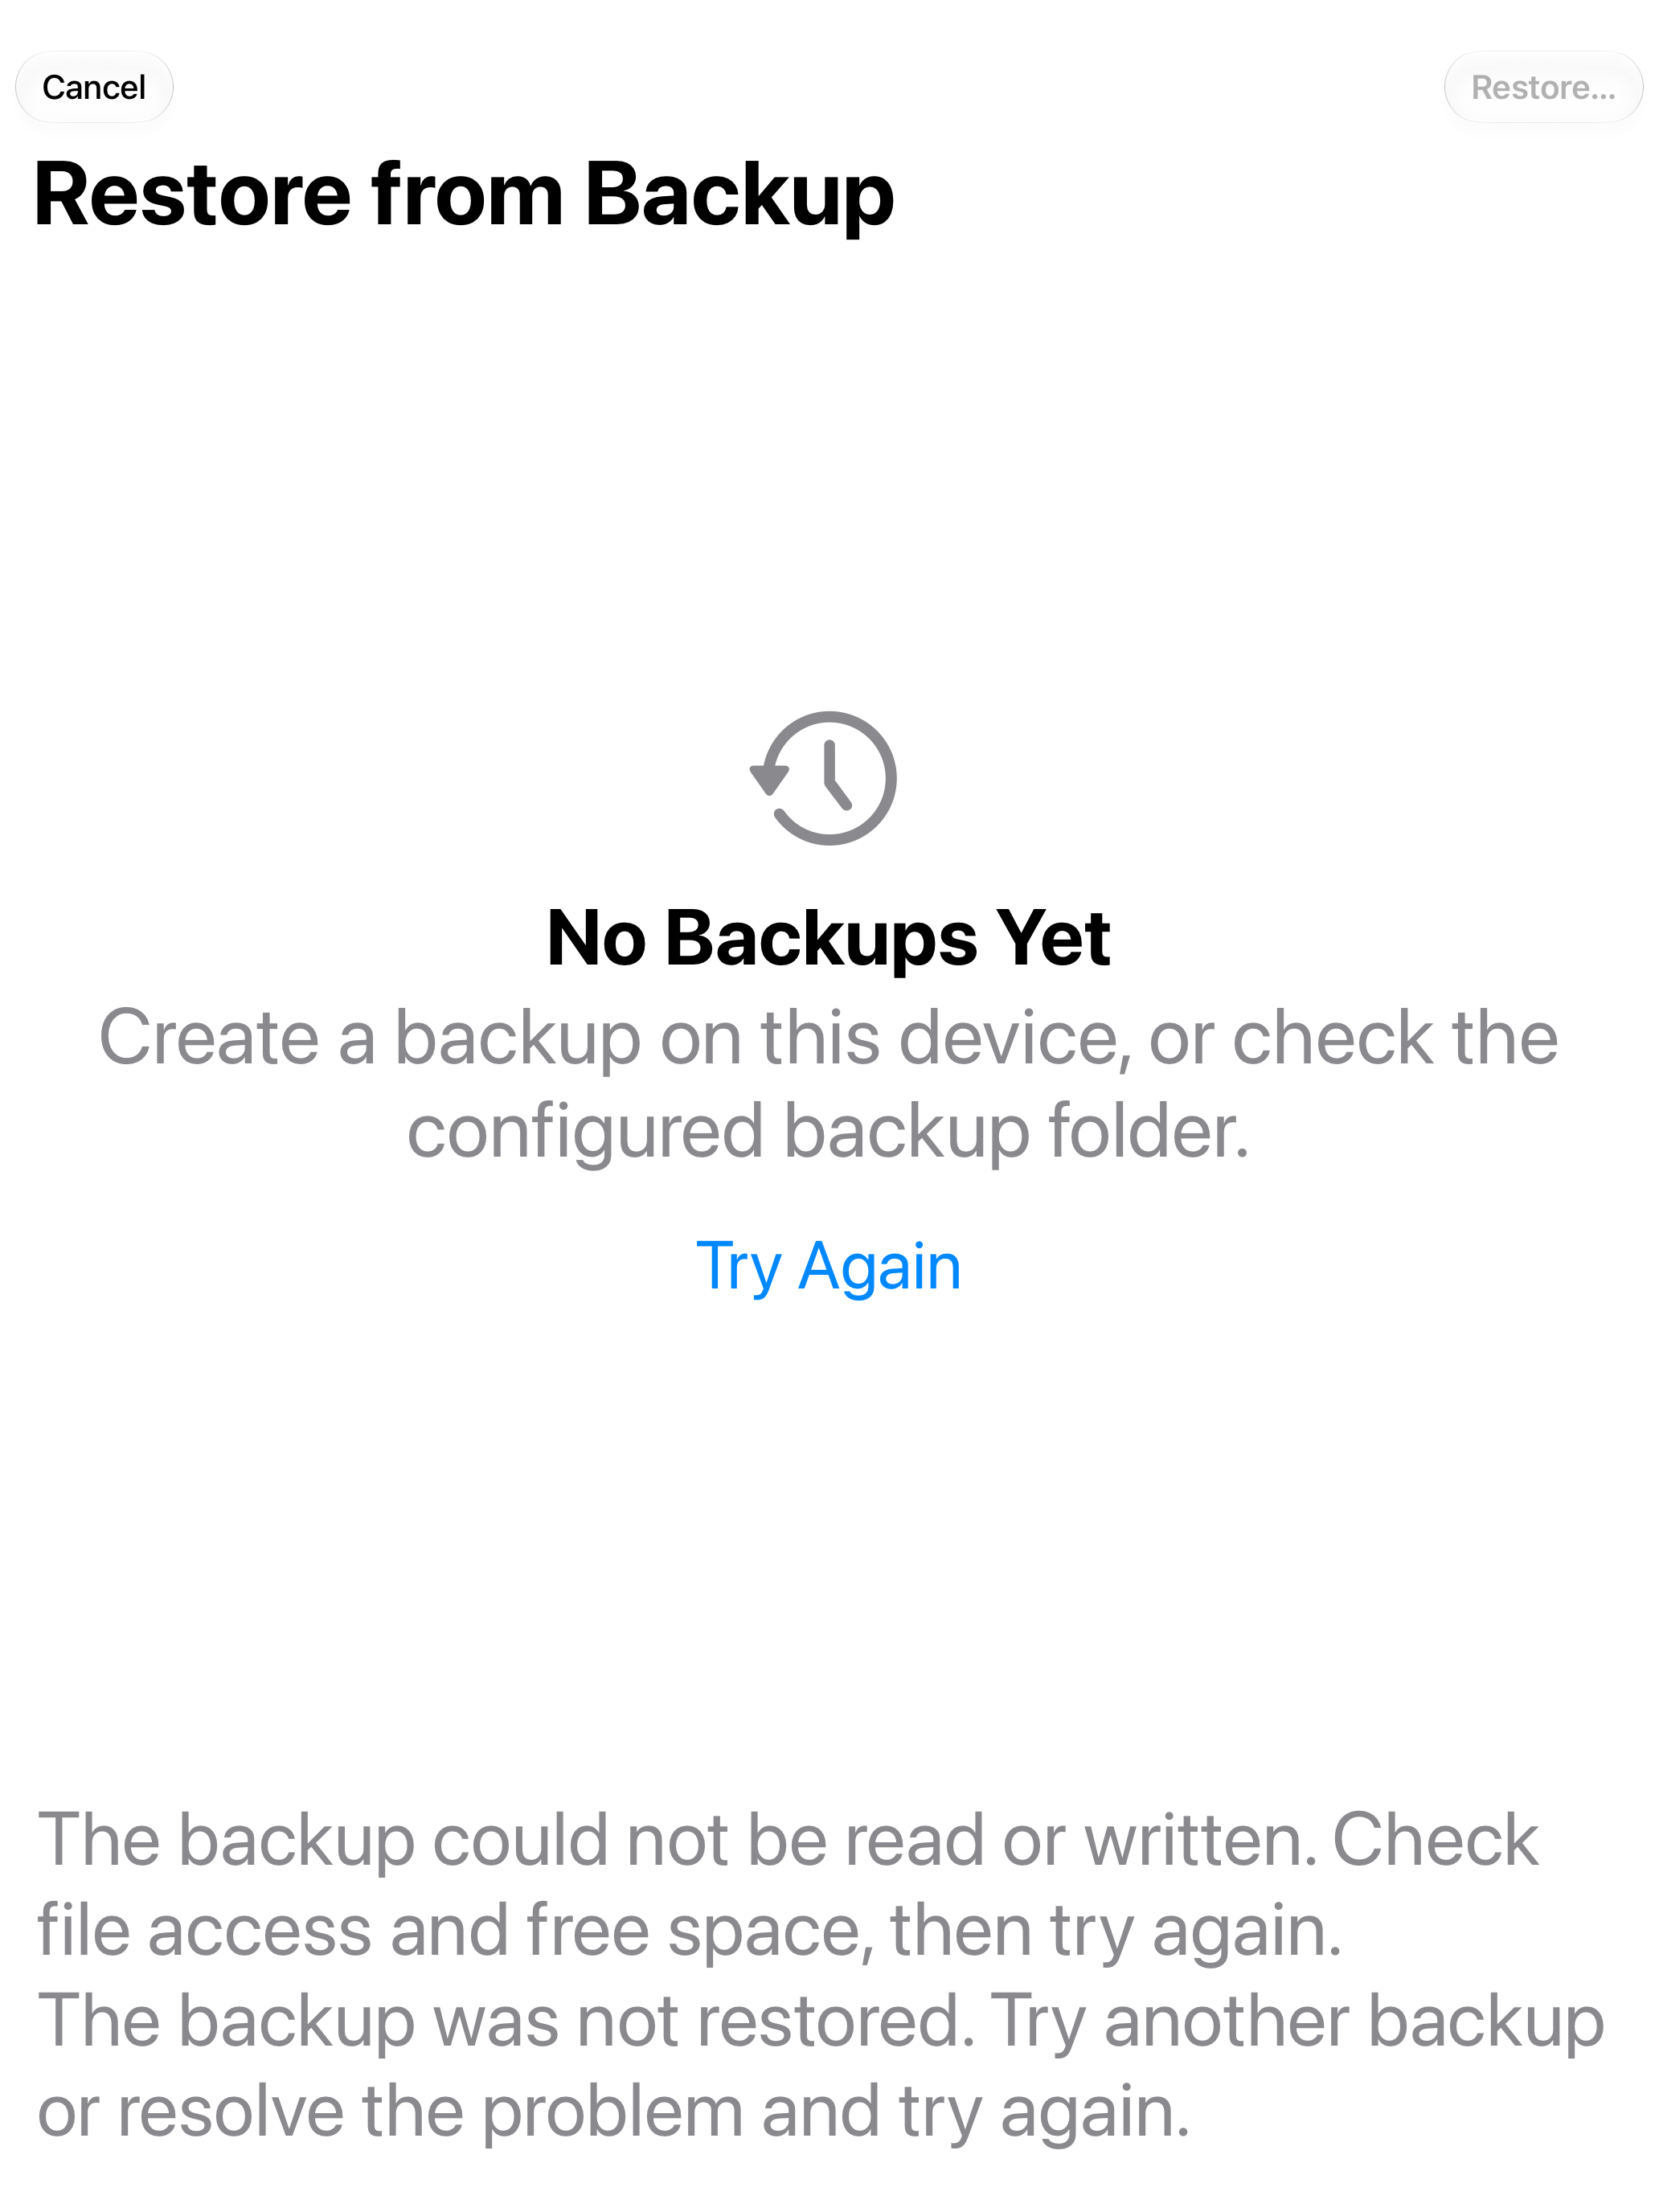 Cancel
Restore...
Restore from Backup
No Backups Yet
Create a backup on this device, or check the
configured backup folder.
Try Again
The backup could not be read or written. Check
file access and free space, then try again.
The backup was not restored. Try another backup
or resolve the problem and try again.